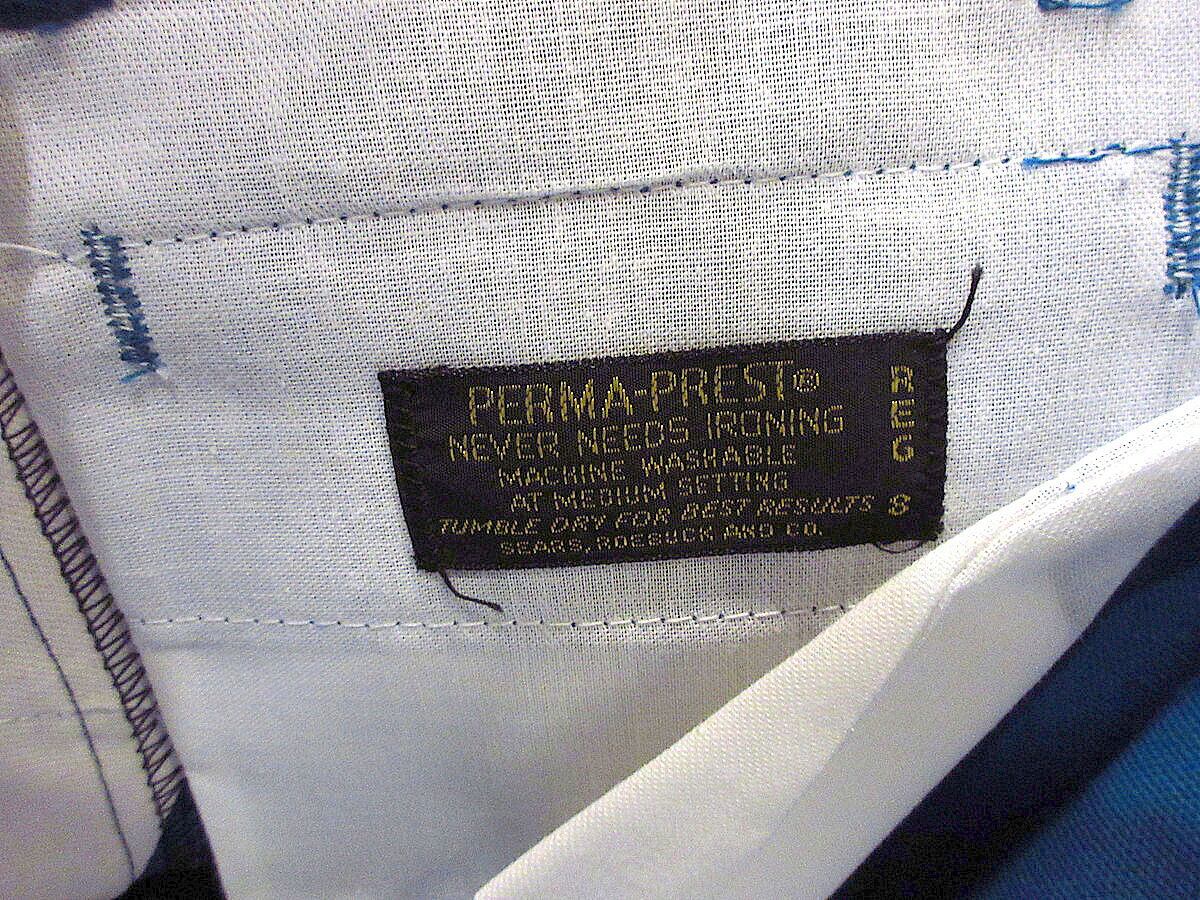 PERMA-PREST®
NEVER NEEDS IRONING
MACHINE WASHABLE
AT MEDIUM SETTING
TUMBLE DRY FOR BEST RESULTS
SEARS, ROEBUCK AND CO.
REG
8